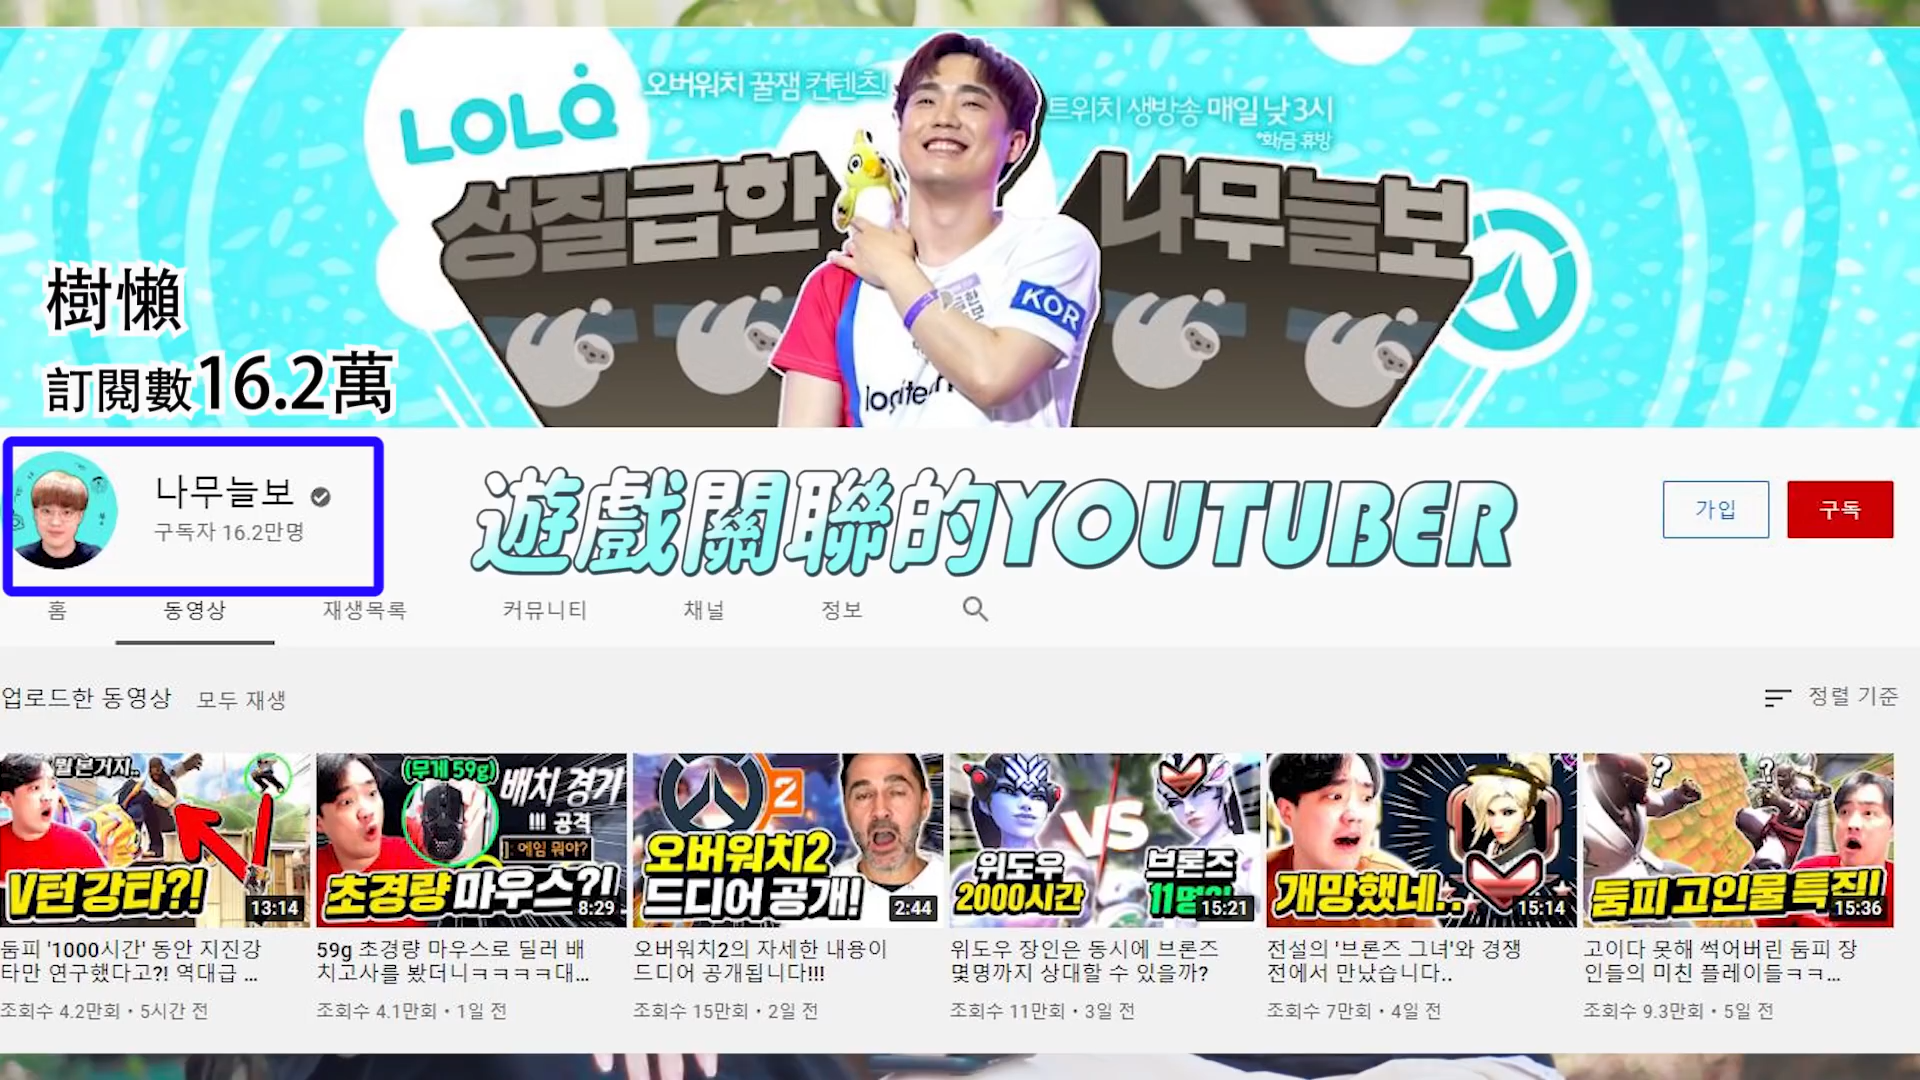 LOLO
오버워치 꿀잼 컨텐츠!
트위치 생방송 매일 낮 3시
*화금 휴방
성질급한
나무늘보
KOR
樹懶
訂閱數16.2萬
나무늘보
구독자 16.2만명
遊戲關聯的YOUTUBER
가입
구독
홈
동영상
재생목록
커뮤니티
채널
정보
업로드한 동영상
모두 재생
정렬 기준
뭘 본거지..
V턴 강타?!
13:14
(무게 59g)
배치 경기
!!! 공격
]: 에임 뭐야?
초경량 마우스?!
8:29
2
오버워치2
드디어 공개!
2:44
VS
위도우
2000시간
브론즈
11명
15:21
개망했네..
15:14
?
?
둠피 고인물 특집!
15:36
둠피 '1000시간' 동안 지진강
타만 연구했다고?! 역대급 ...
조회수 4.2만회 • 5시간 전
59g 초경량 마우스로 딜러 배
치고사를 봤더니ㅋㅋㅋㅋ대...
조회수 4.1만회 • 1일 전
오버워치2의 자세한 내용이
드디어 공개됩니다!!!
조회수 15만회 • 2일 전
위도우 장인은 동시에 브론즈
몇명까지 상대할 수 있을까?
조회수 11만회 • 3일 전
전설의 '브론즈 그녀'와 경쟁
전에서 만났습니다..
조회수 7만회 • 4일 전
고이다 못해 썩어버린 둠피 장
인들의 미친 플레이들ㅋㅋ...
조회수 9.3만회 • 5일 전